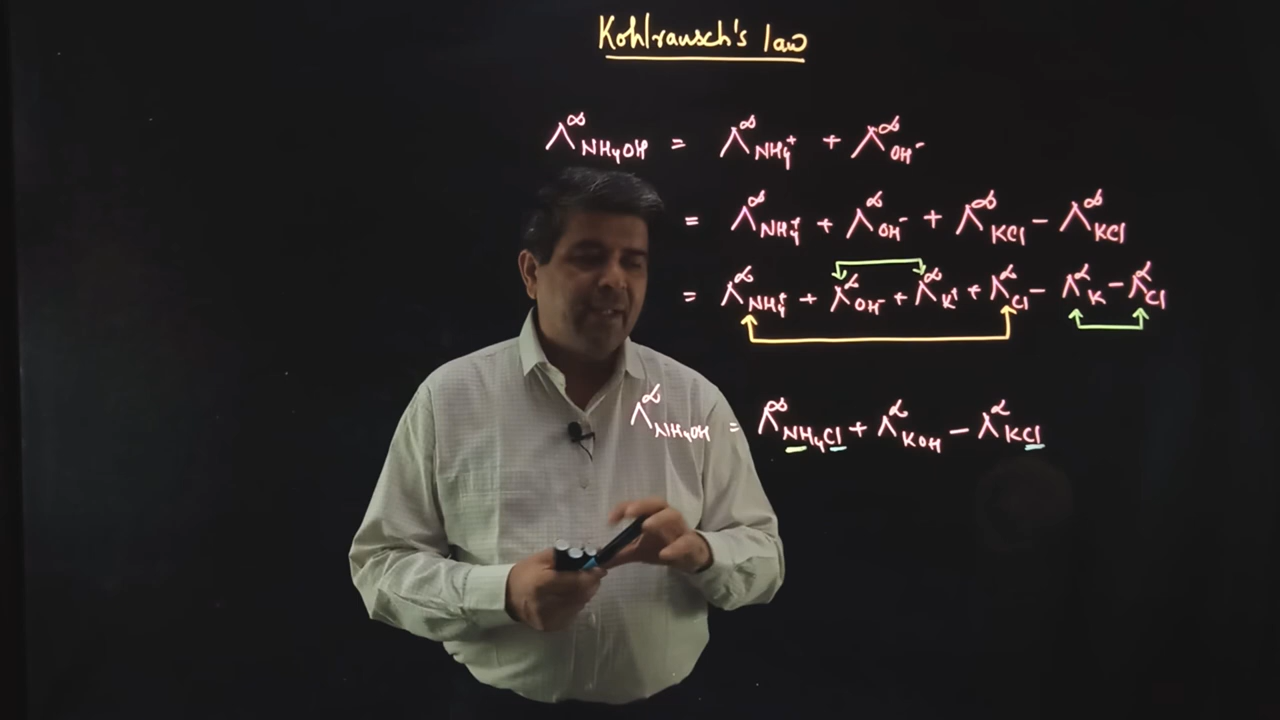 Kohlrausch's law
Λ∞NH4OH = Λ∞NH4+ + Λ∞OH-
= Λ∞NH4+ + Λ∞OH- + Λ∞KCl - Λ∞KCl
= Λ∞NH4+ + Λ∞OH- + Λ∞K+ + Λ∞Cl - Λ∞K - Λ∞Cl
Λ∞NH4OH = Λ∞NH4Cl + Λ∞KOH - Λ∞KCl